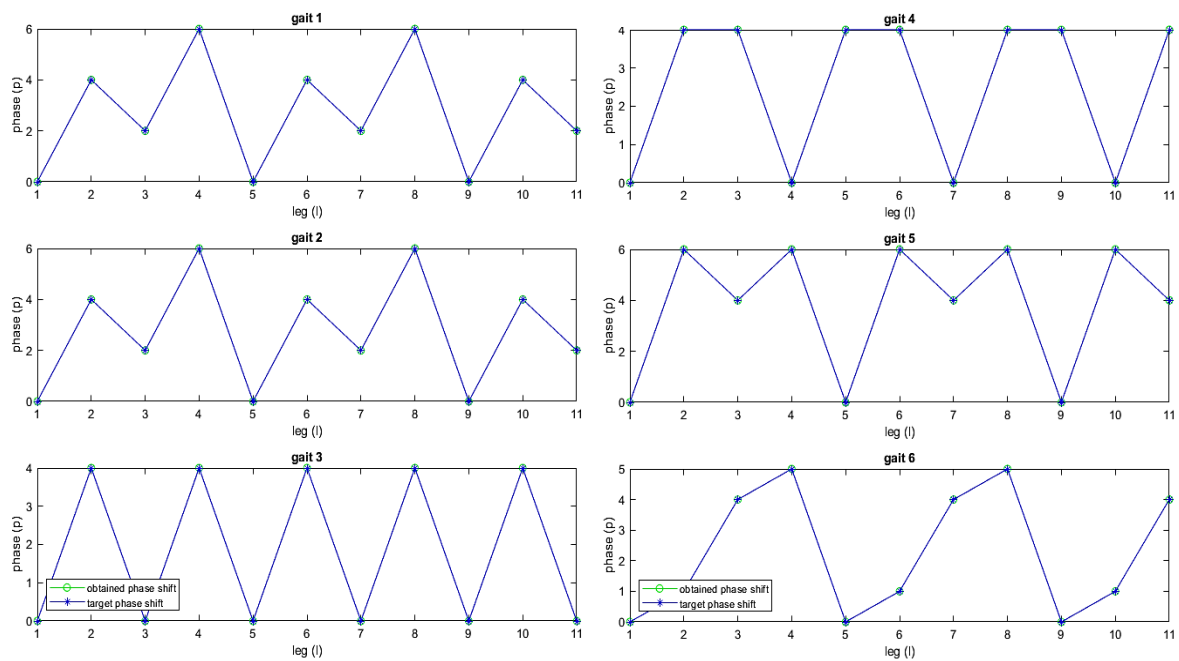 gait 1
6
4
2
0
phase (p)
1 2 3 4 5 6 7 8 9 10 11
leg (l)
gait 2
6
4
2
0
phase (p)
1 2 3 4 5 6 7 8 9 10 11
leg (l)
gait 3
4
3
2
1
0
phase (p)
obtained phase shift
target phase shift
1 2 3 4 5 6 7 8 9 10 11
leg (l)
gait 4
4
3
2
1
0
phase (p)
1 2 3 4 5 6 7 8 9 10 11
leg (l)
gait 5
6
4
2
0
phase (p)
1 2 3 4 5 6 7 8 9 10 11
leg (l)
gait 6
5
4
3
2
1
0
phase (p)
obtained phase shift
target phase shift
1 2 3 4 5 6 7 8 9 10 11
leg (l)